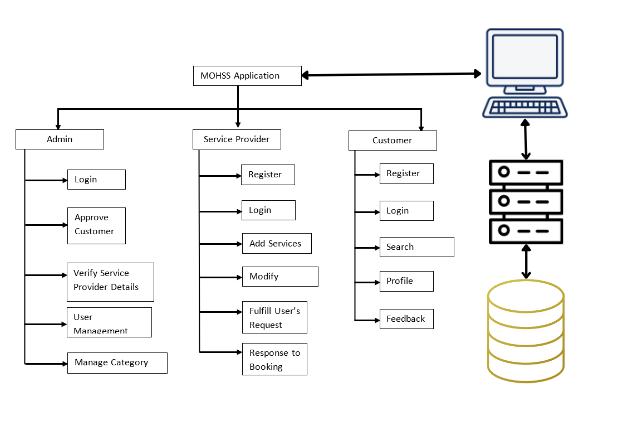 MOHSS Application
Admin
Service Provider
Customer
Login
Approve
Customer
Verify Service
Provider Details
User
Management
Manage Category
Register
Login
Add Services
Modify
Fulfill User's
Request
Response to
Booking
Register
Login
Search
Profile
Feedback